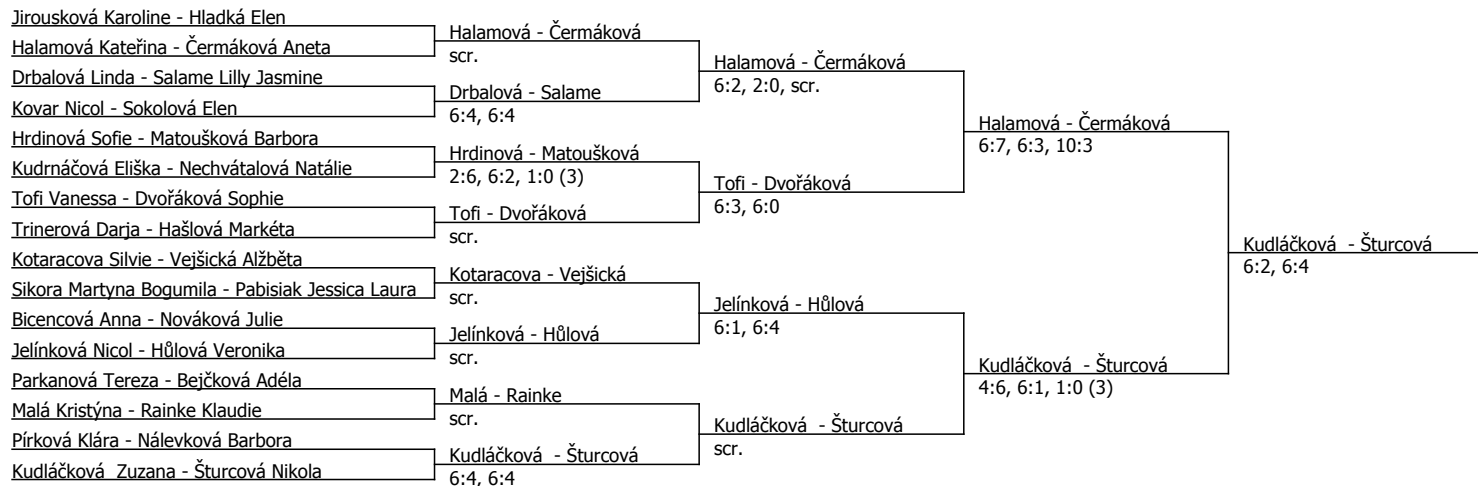 Jirousková Karoline - Hladká Elen
Halamová Kateřina - Čermáková Aneta
Drbalová Linda - Salame Lilly Jasmine
Kovar Nicol - Sokolová Elen
Hrdinová Sofie - Matoušková Barbora
Kudrnáčová Eliška - Nechvátalová Natálie
Tofi Vanessa - Dvořáková Sophie
Trinerová Darja - Hašlová Markéta
Kotaracova Silvie - Vejšická Alžběta
Sikora Martyna Bogumila - Pabisiak Jessica Laura
Bicencová Anna - Nováková Julie
Jelínková Nicol - Hůlová Veronika
Parkanová Tereza - Bejčková Adéla
Malá Kristýna - Rainke Klaudie
Pírková Klára - Nálevková Barbora
Kudláčková  Zuzana - Šturcová Nikola
Halamová - Čermáková
scr.
Drbalová - Salame
6:4, 6:4
Hrdinová - Matoušková
2:6, 6:2, 1:0 (3)
Tofi - Dvořáková
scr.
Kotaracova - Vejšická
scr.
Jelínková - Hůlová
scr.
Malá - Rainke
scr.
Kudláčková  - Šturcová
6:4, 6:4
Halamová - Čermáková
6:2, 2:0, scr.
Tofi - Dvořáková
6:3, 6:0
Jelínková - Hůlová
6:1, 6:4
Kudláčková  - Šturcová
scr.
Halamová - Čermáková
6:7, 6:3, 10:3
Kudláčková  - Šturcová
4:6, 6:1, 1:0 (3)
Kudláčková  - Šturcová
6:2, 6:4